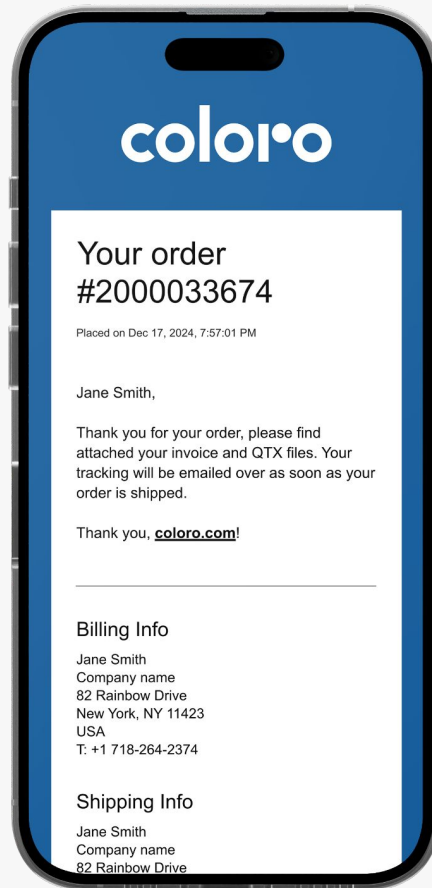 coloro
Your order
#2000033674
Placed on Dec 17, 2024, 7:57:01 PM
Jane Smith,
Thank you for your order, please find
attached your invoice and QTX files. Your
tracking will be emailed over as soon as your
order is shipped.
Thank you, coloro.com!
Billing Info
Jane Smith
Company name
82 Rainbow Drive
New York, NY 11423
USA
T: +1 718-264-2374
Shipping Info
Jane Smith
Company name
82 Rainbow Drive